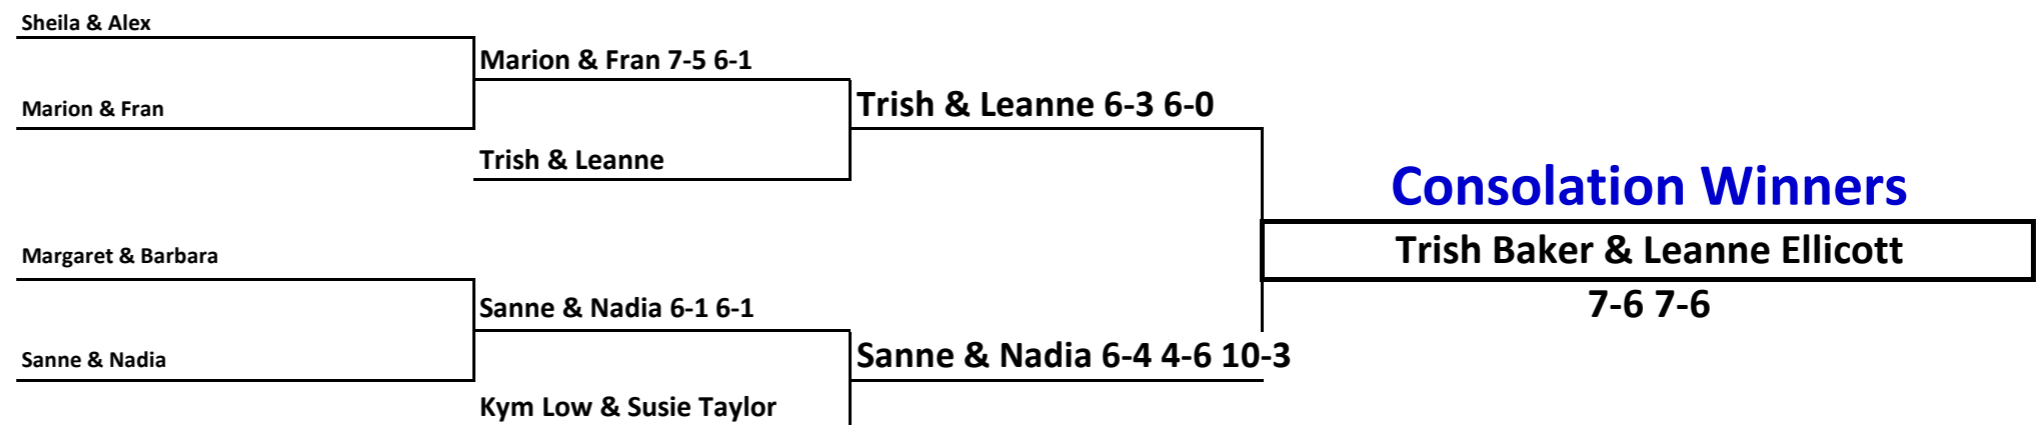 Sheila & Alex
Marion & Fran 7-5 6-1
Marion & Fran
Trish & Leanne 6-3 6-0
Trish & Leanne
Consolation Winners
Trish Baker & Leanne Ellicott
7-6 7-6
Margaret & Barbara
Sanne & Nadia 6-1 6-1
Sanne & Nadia
Sanne & Nadia 6-4 4-6 10-3
Kym Low & Susie Taylor